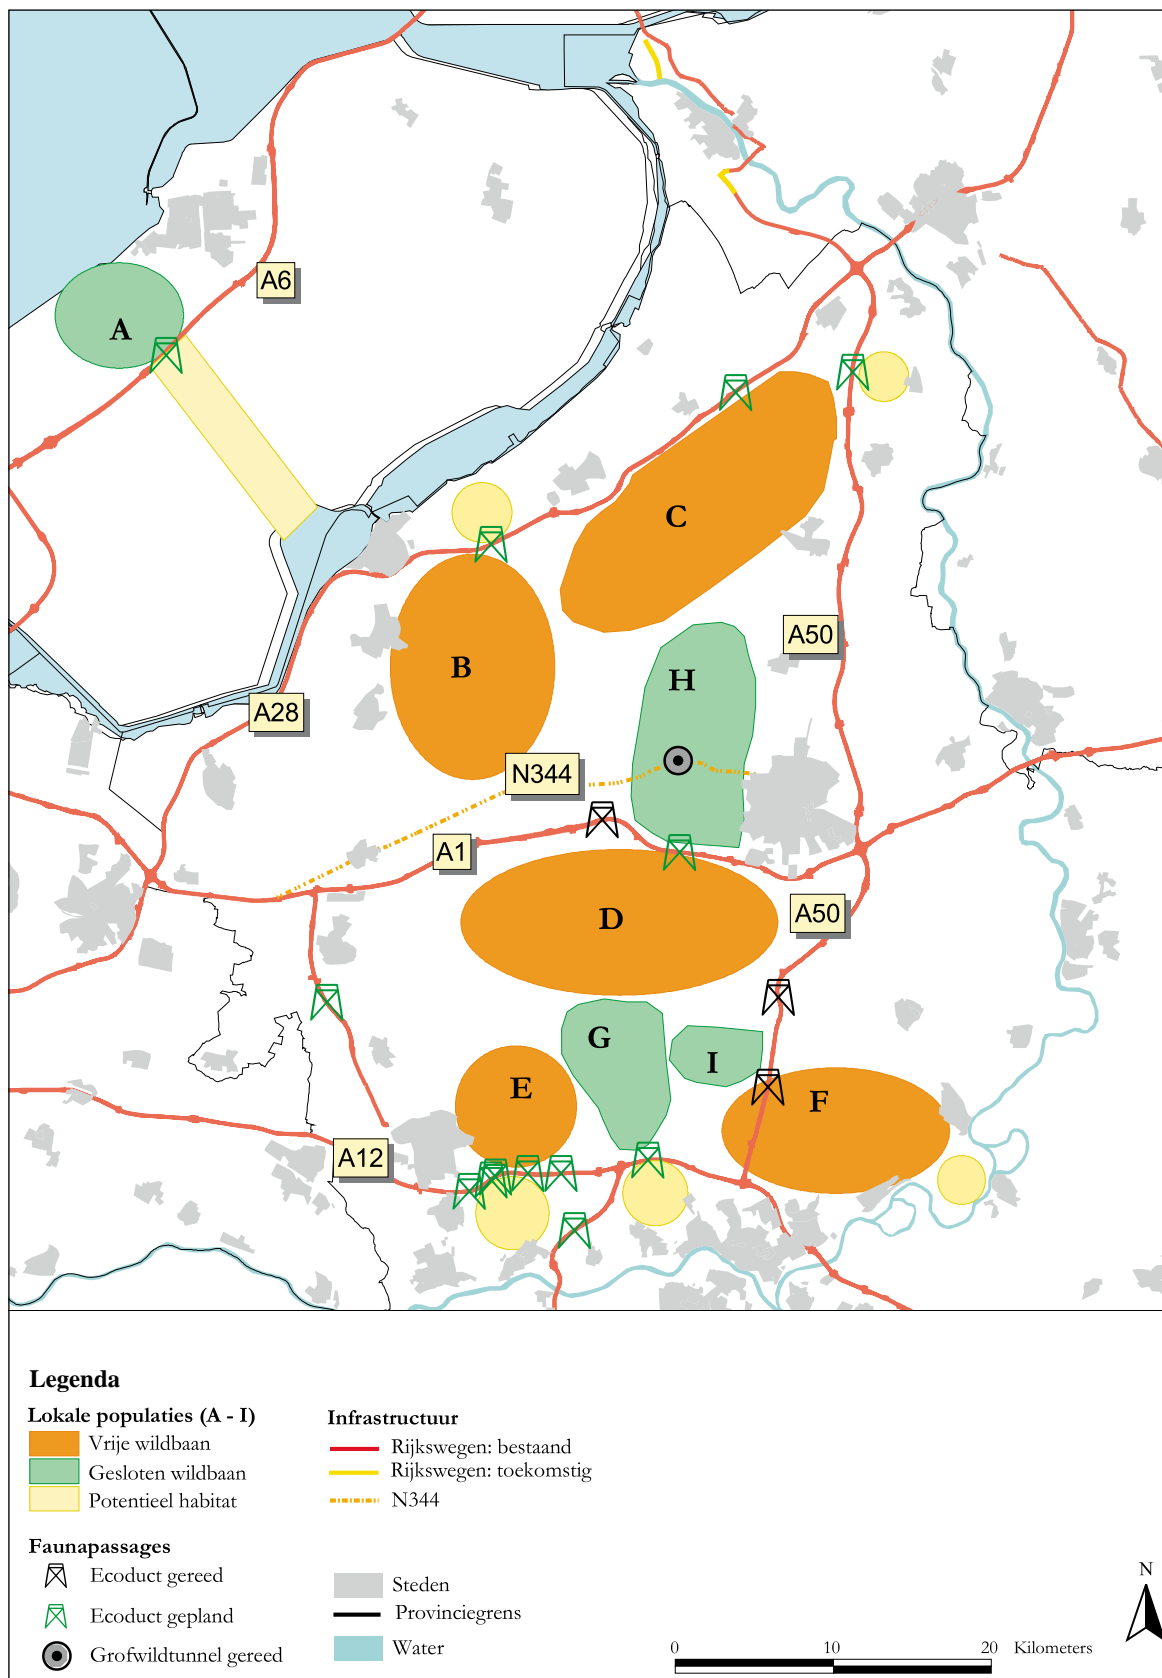 A6
A
C
A50
B
H
A28
N344
A1
D
A50
G
I
E
F
A12
Legenda
Lokale populaties (A - I)
Vrije wildbaan
Gesloten wildbaan
Potentieel habitat
Faunapassages
Ecoduct gereed
Ecoduct gepland
Grofwildtunnel gereed
Infrastructuur
Rijkswegen: bestaand
Rijkswegen: toekomstig
N344
Steden
Provinciegrens
Water
N
0 10 20 Kilometers